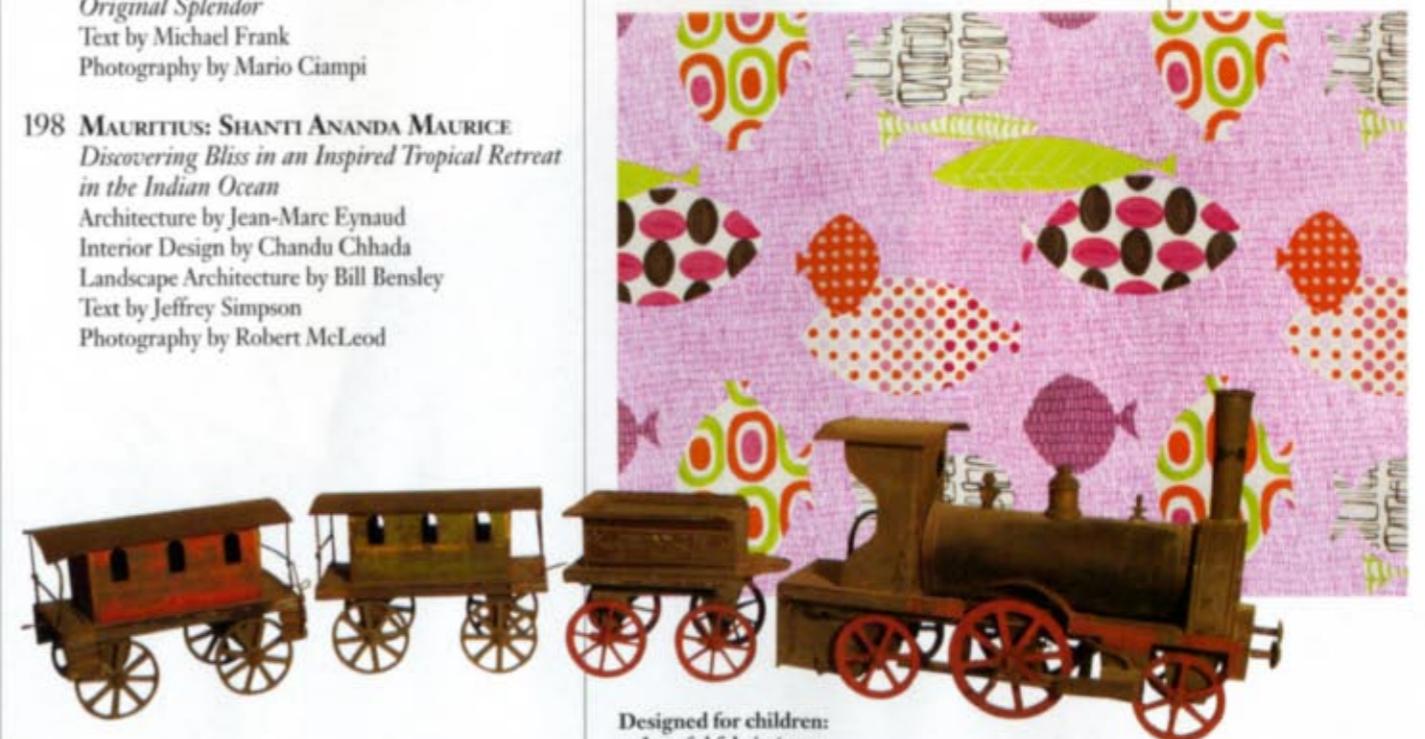 Original Splendor
Text by Michael Frank
Photography by Mario Ciampi
198 MAURITIUS: SHANTI ANANDA MAURICE
Discovering Bliss in an Inspired Tropical Retreat
in the Indian Ocean
Architecture by Jean-Marc Eynaud
Interior Design by Chandu Chhada
Landscape Architecture by Bill Bensley
Text by Jeffrey Simpson
Photography by Robert McLeod
Designed for children: